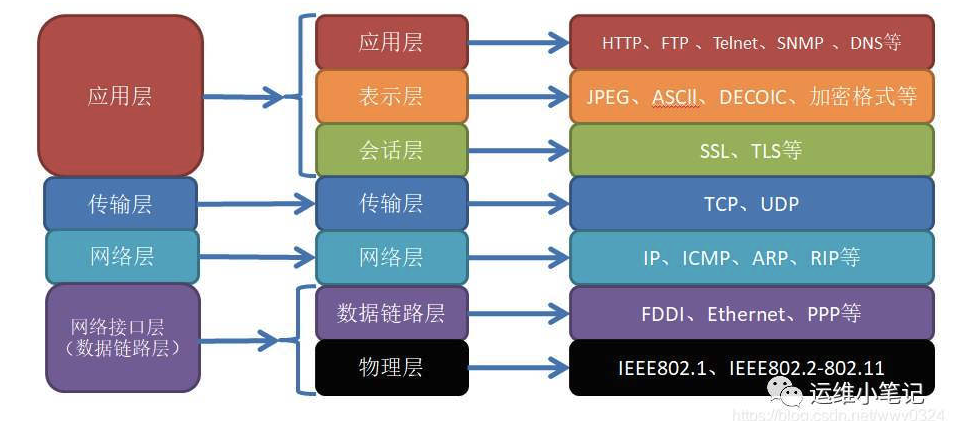 应用层
应用层
HTTP、FTP 、Telnet、SNMP 、DNS等
表示层
JPEG、ASCll、DECOIC、加密格式等
会话层
SSL、TLS等
传输层
传输层
TCP、UDP
网络层
网络层
IP、ICMP、ARP、RIP等
网络接口层
（数据链路层）
数据链路层
FDDI、Ethernet、PPP等
物理层
IEEE802.1、IEEE802.2-802.11
运维小笔记
https://blog.csdn.net/wwy0324